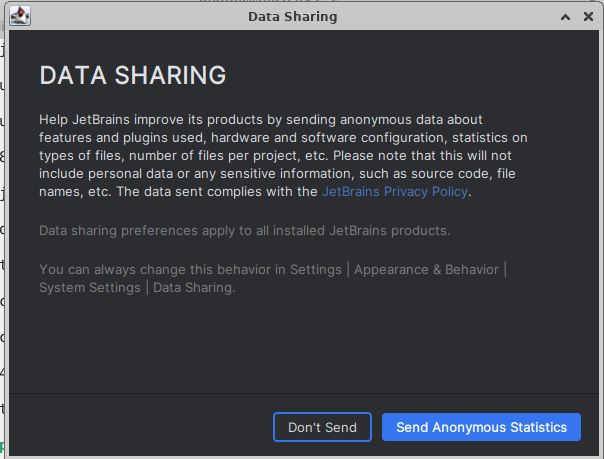 Data Sharing
DATA SHARING
Help JetBrains improve its products by sending anonymous data about
features and plugins used, hardware and software configuration, statistics on
types of files, number of files per project, etc. Please note that this will not
include personal data or any sensitive information, such as source code, file
names, etc. The data sent complies with the JetBrains Privacy Policy.
Data sharing preferences apply to all installed JetBrains products.
You can always change this behavior in Settings | Appearance & Behavior |
System Settings | Data Sharing.
Don't Send
Send Anonymous Statistics